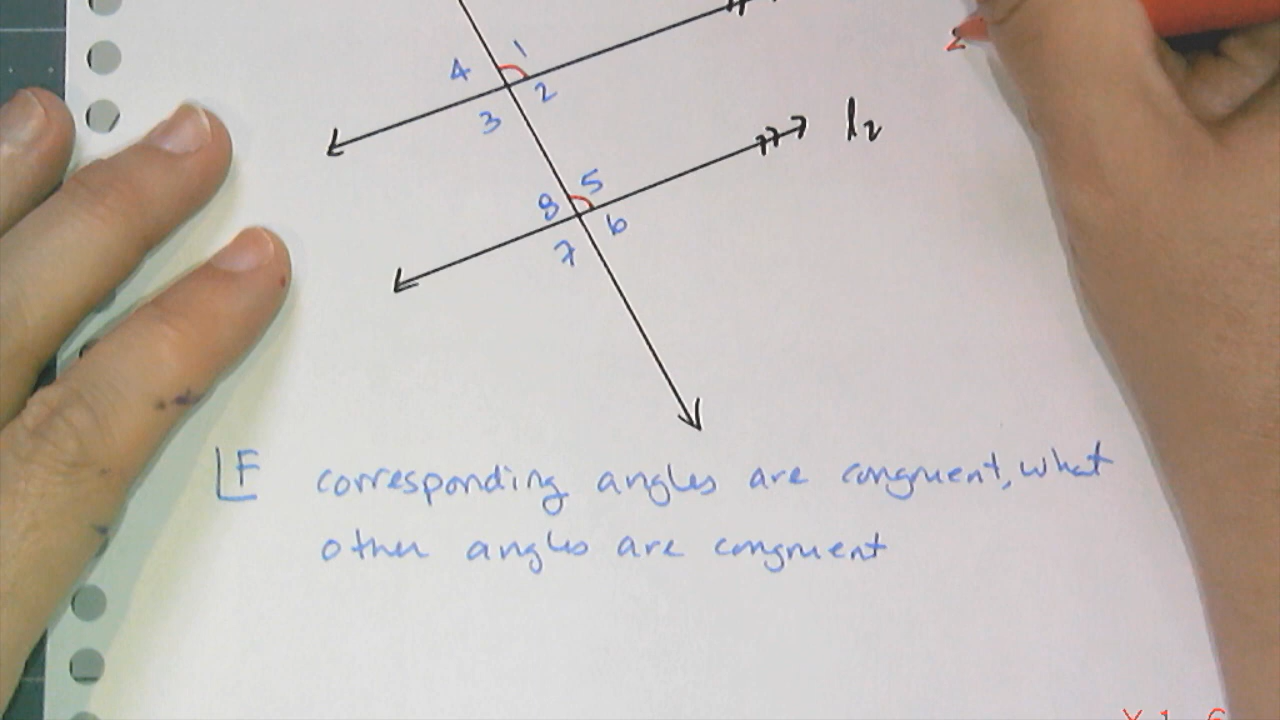 4 1
3 2
l₂
8 5
7 6
LF corresponding angles are congruent, what
other angles are congruent